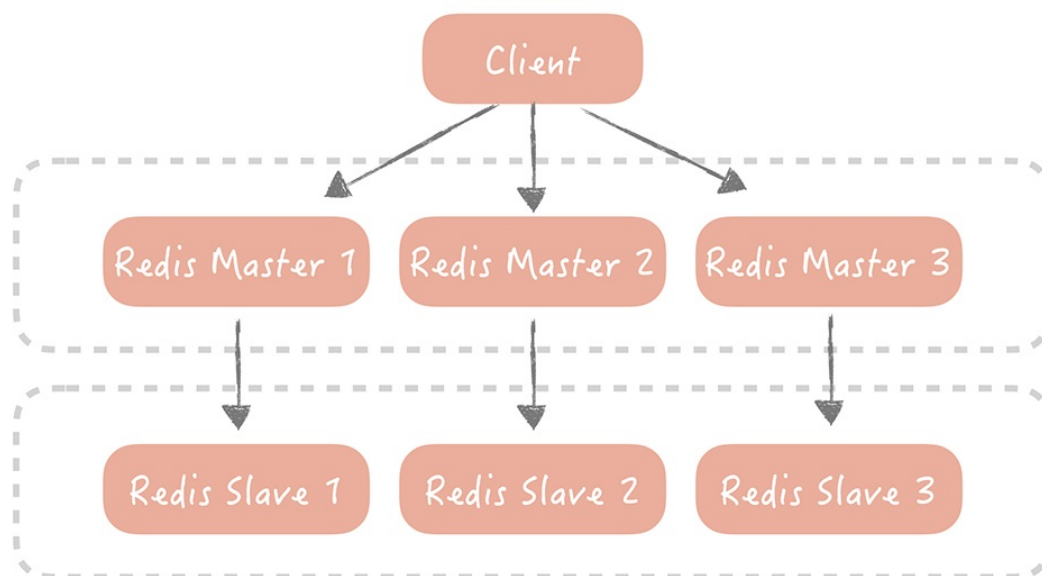 Client
Redis Master 1
Redis Master 2
Redis Master 3
Redis Slave 1
Redis Slave 2
Redis Slave 3